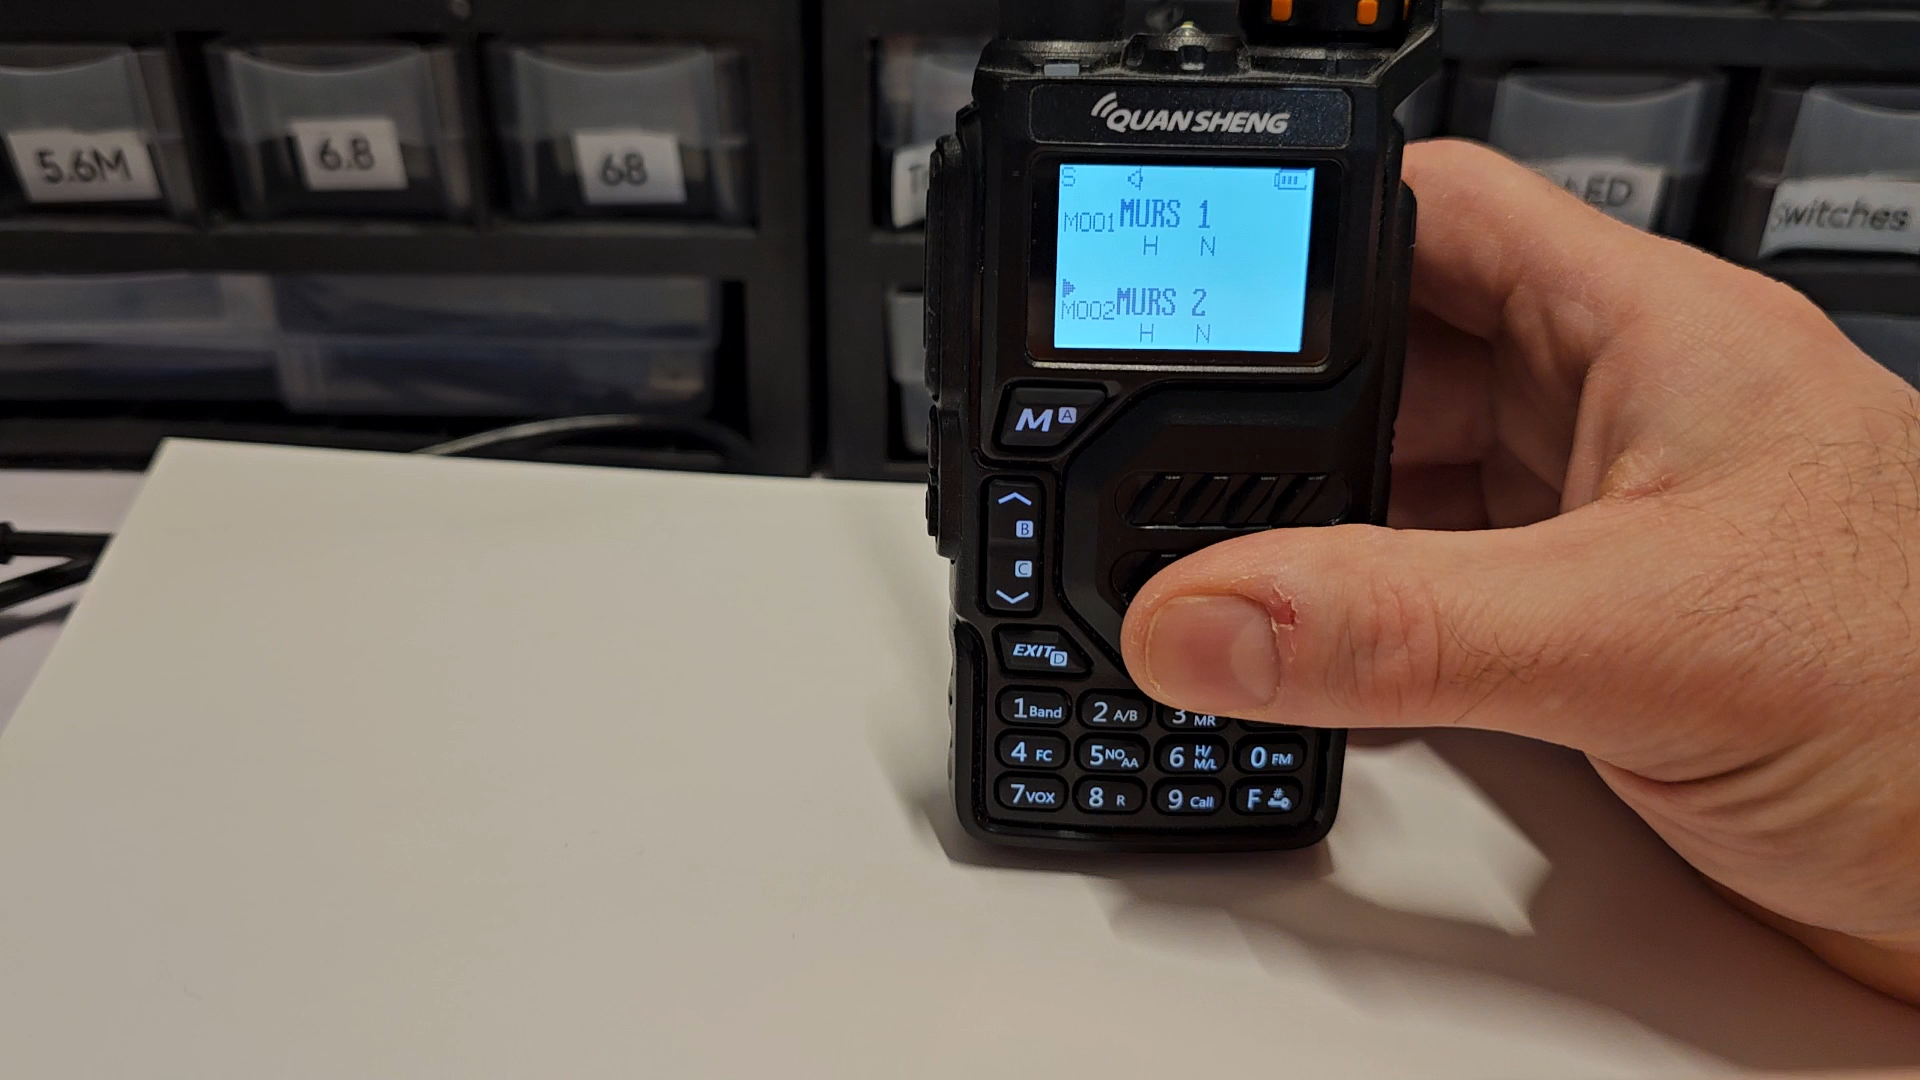 5.6M
6.8
68
QUANSHENG
S
M001 MURS 1
H N
M002 MURS 2
H N
M A
B
C
EXIT D
1 Band 2 A/B 3 MR
4 FC 5 NO AA 6 H/ M/L 0 FM
7 VOX 8 R 9 Call F #
Switches